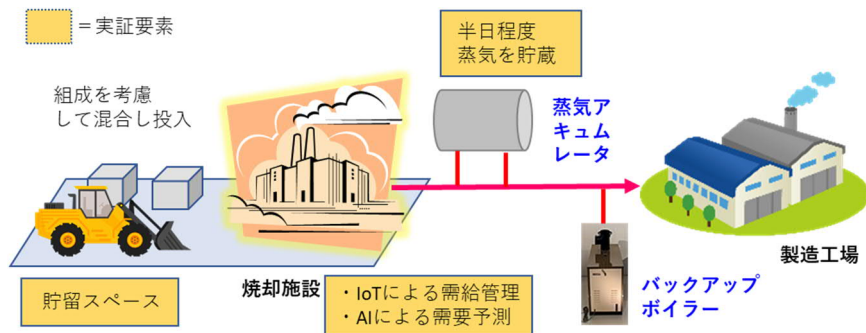 ＝実証要素
半日程度
蒸気を貯蔵
組成を考慮
して混合し投入
蒸気ア
キュム
レータ
焼却施設
製造工場
貯留スペース
・IoTによる需給管理
・AIによる需要予測
バックアップ
ボイラー